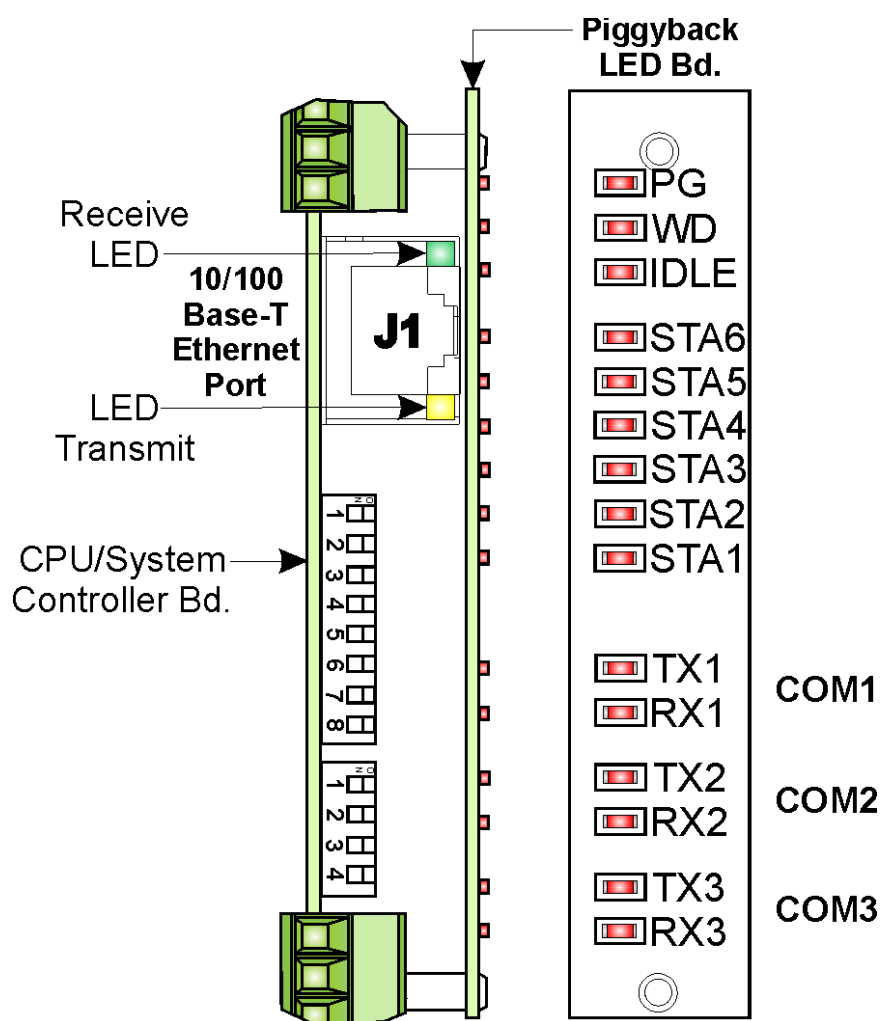 Piggyback
LED Bd.
Receive
LED
10/100
Base-T
Ethernet
Port
J1
LED
Transmit
CPU/System
Controller Bd.
ON
1
2
3
4
5
6
7
8
ON
1
2
3
4
PG
WD
IDLE
STA6
STA5
STA4
STA3
STA2
STA1
TX1
RX1
COM1
TX2
RX2
COM2
TX3
RX3
COM3